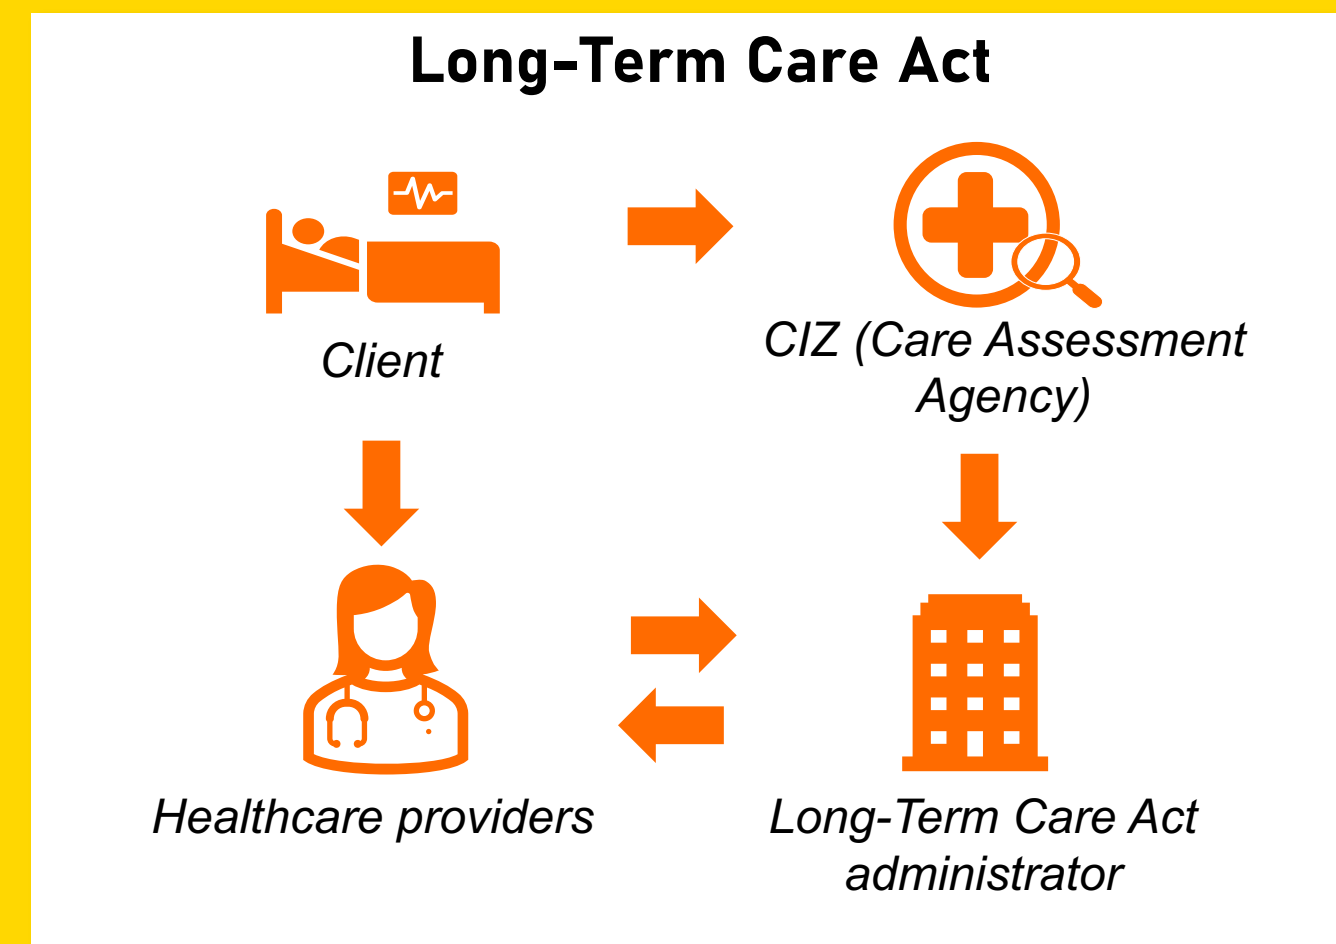 Long-Term Care Act
Client
CIZ (Care Assessment
Agency)
Healthcare providers
Long-Term Care Act
administrator